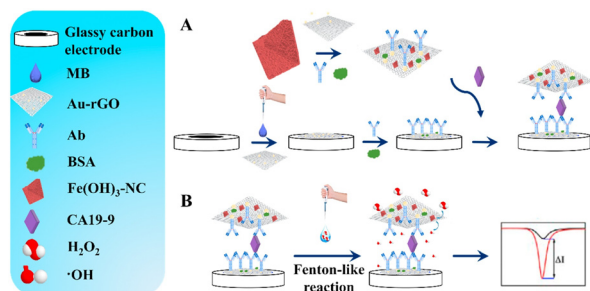 Glassy carbon
electrode
MB
Au-rGO
Ab
BSA
Fe(OH)₃-NC
CA19-9
H₂O₂
·OH
A
B
Fenton-like
reaction
ΔI